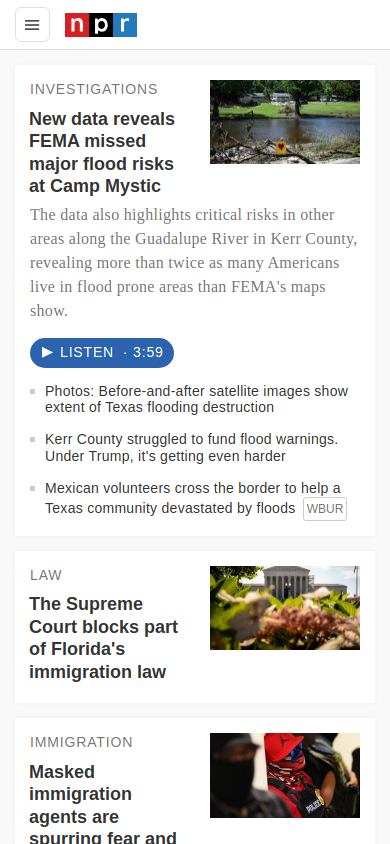 npr
INVESTIGATIONS
New data reveals
FEMA missed
major flood risks
at Camp Mystic
The data also highlights critical risks in other
areas along the Guadalupe River in Kerr County,
revealing more than twice as many Americans
live in flood prone areas than FEMA's maps
show.
LISTEN · 3:59
Photos: Before-and-after satellite images show
extent of Texas flooding destruction
Kerr County struggled to fund flood warnings.
Under Trump, it's getting even harder
Mexican volunteers cross the border to help a
Texas community devastated by floods WBUR
LAW
The Supreme
Court blocks part
of Florida's
immigration law
IMMIGRATION
Masked
immigration
agents are
spurring fear and
POLICE